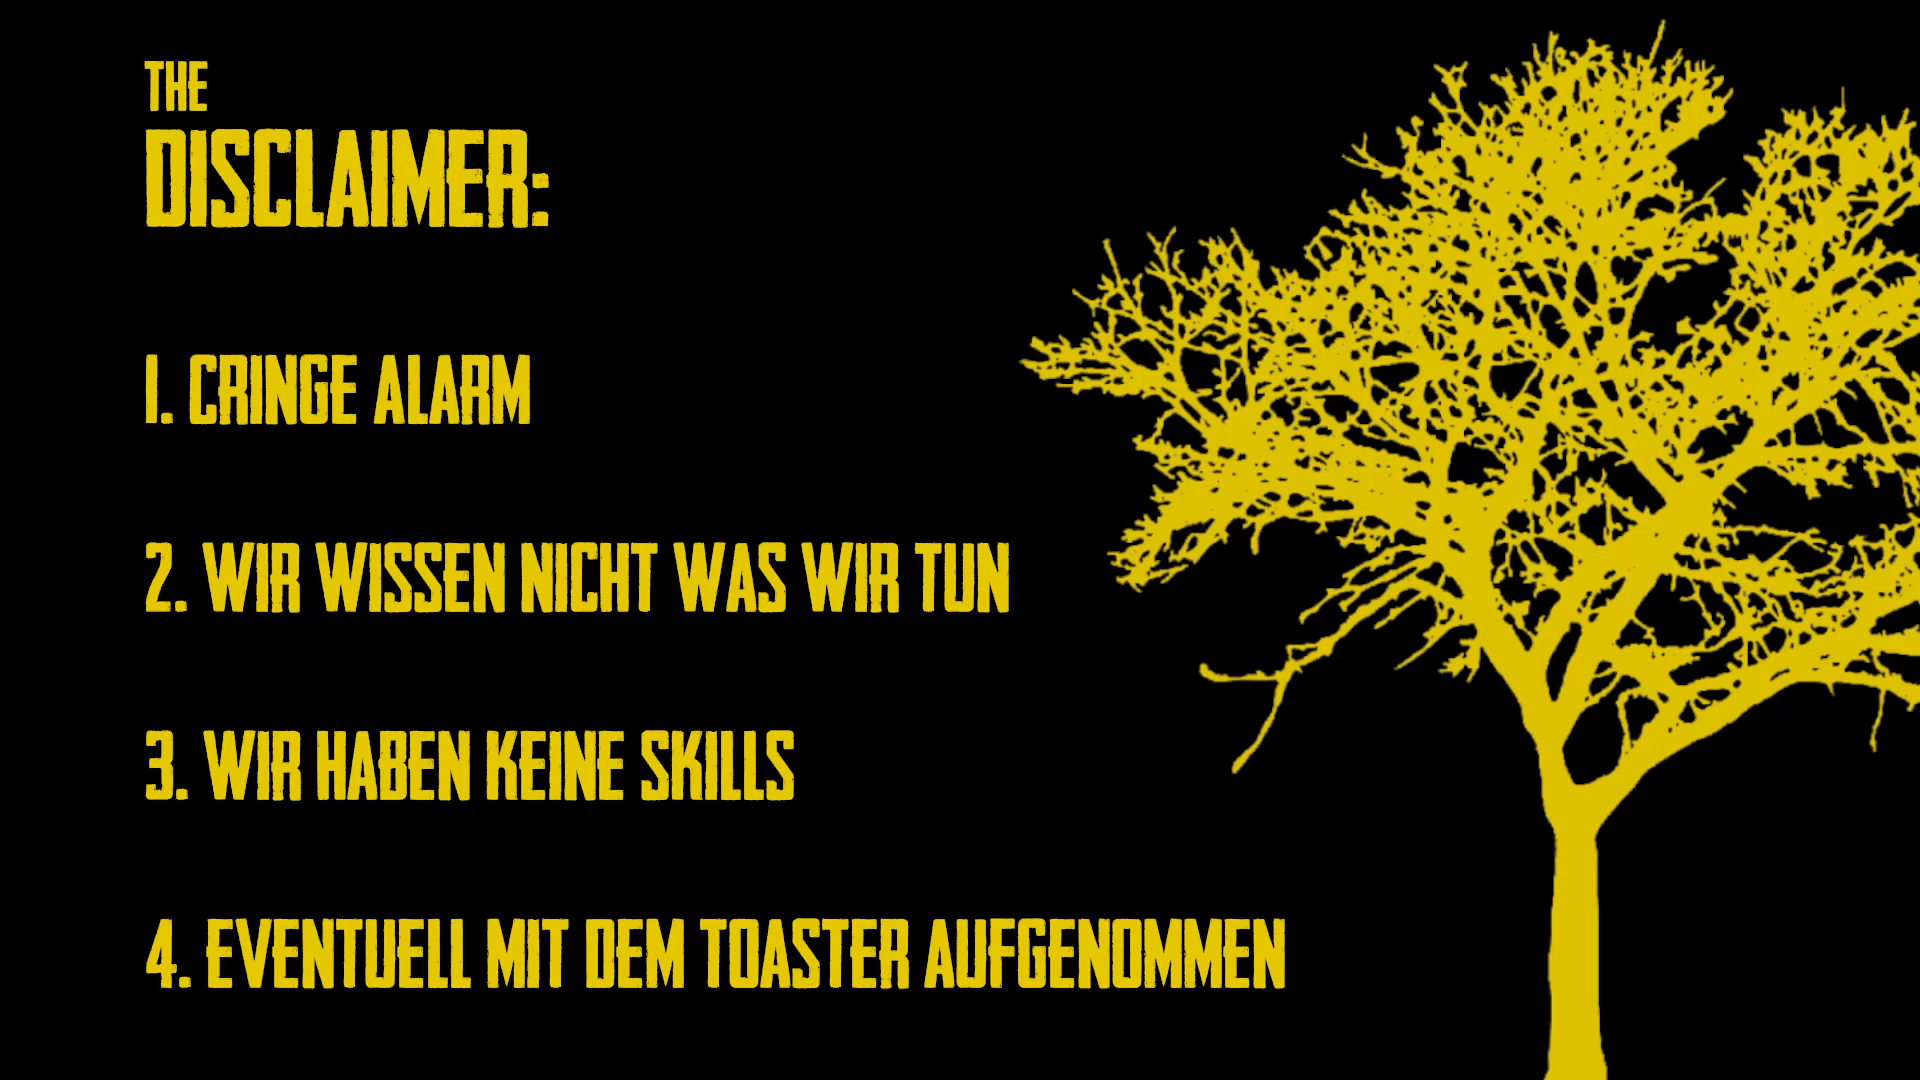 THE
DISCLAIMER:
1. CRINGE ALARM
2. WIR WISSEN NICHT WAS WIR TUN
3. WIR HABEN KEINE SKILLS
4. EVENTUELL MIT DEM TOASTER AUFGENOMMEN